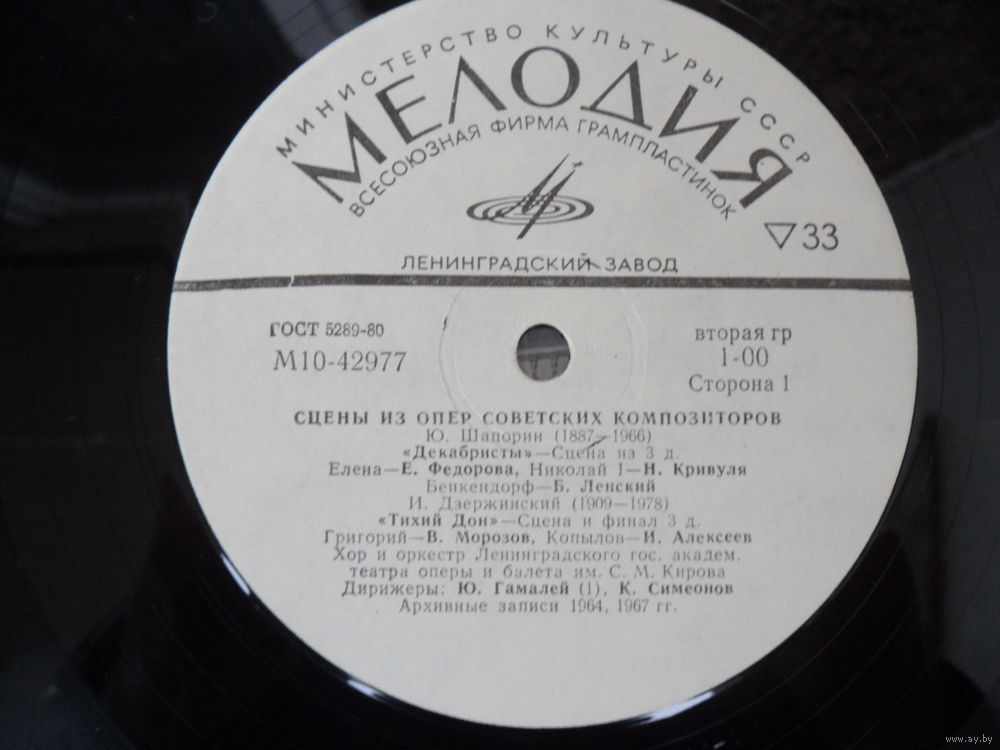 МИНИСТЕРСТВО КУЛЬТУРЫ СССР
МЕЛОДИЯ
ВСЕСОЮЗНАЯ ФИРМА ГРАМПЛАСТИНОК
▽33
ЛЕНИНГРАДСКИЙ ЗАВОД
ГОСТ 5289-80
М10-42977
вторая гр
1-00
Сторона 1
СЦЕНЫ ИЗ ОПЕР СОВЕТСКИХ КОМПОЗИТОРОВ
Ю. Шапорин (1887—1966)
«Декабристы»—Сцена из 3 д.
Елена—Е. Федорова, Николай I—Н. Кривуля
Бенкендорф—Б. Ленский
И. Дзержинский (1909—1978)
«Тихий Дон»—Сцена и финал 3 д.
Григорий—В. Морозов, Копылов—И. Алексеев
Хор и оркестр Ленинградского гос. академ.
театра оперы и балета им. С. М. Кирова
Дирижеры: Ю. Гамалей (1), К. Симеонов
Архивные записи 1964, 1967 гг.
www.ay.by